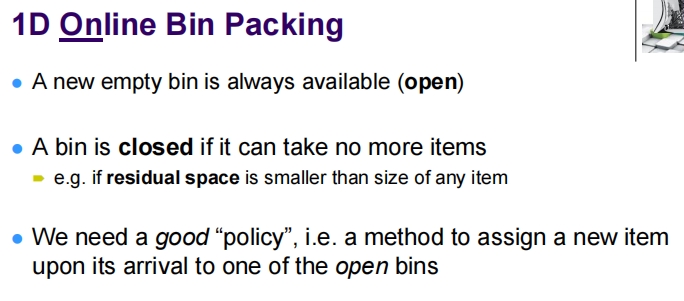 1D Online Bin Packing
A new empty bin is always available (open)
A bin is closed if it can take no more items
e.g. if residual space is smaller than size of any item
We need a good “policy”, i.e. a method to assign a new item
upon its arrival to one of the open bins